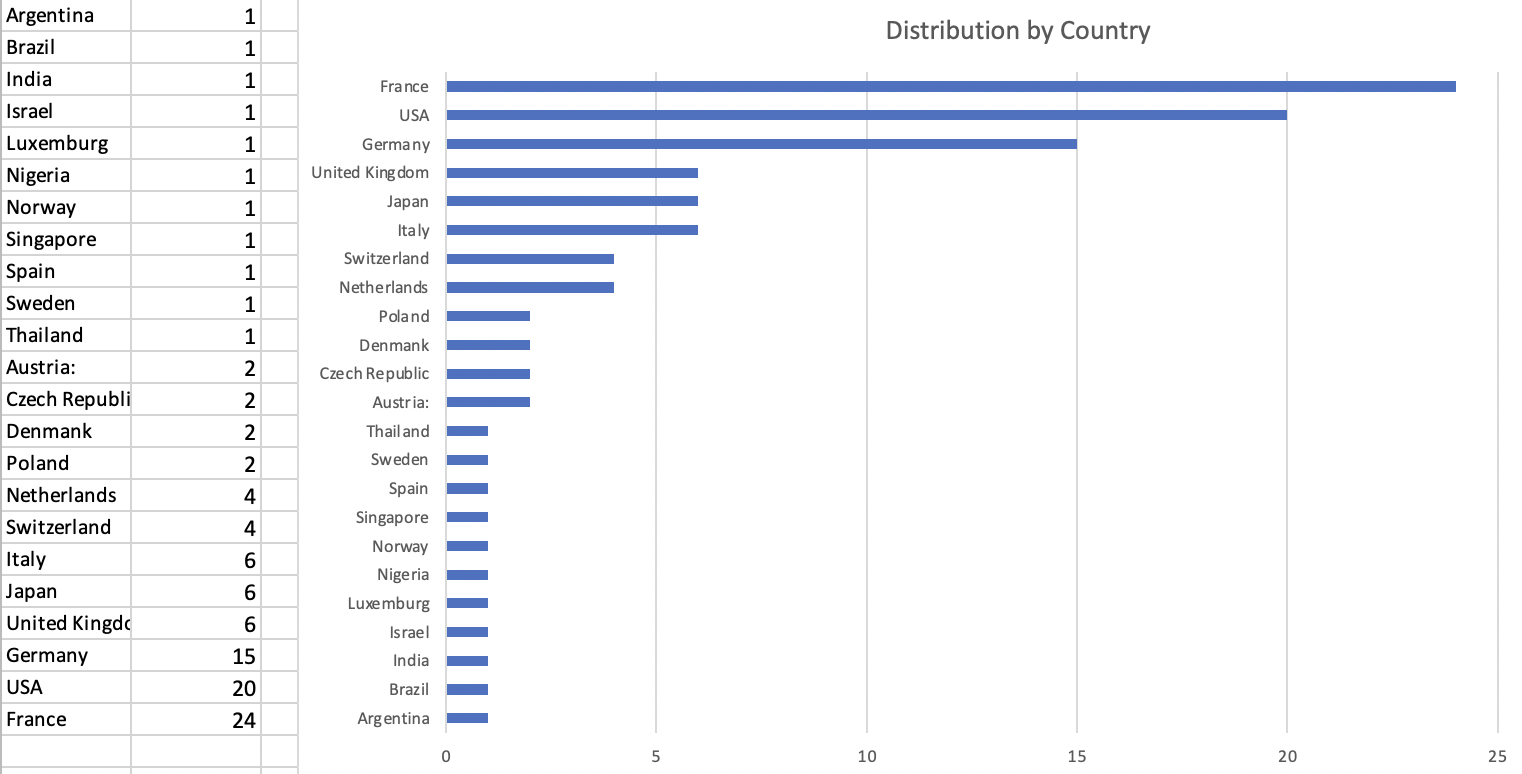 Argentina 1
Brazil 1
India 1
Israel 1
Luxemburg 1
Nigeria 1
Norway 1
Singapore 1
Spain 1
Sweden 1
Thailand 1
Austria: 2
Czech Republi 2
Denmank 2
Poland 2
Netherlands 4
Switzerland 4
Italy 6
Japan 6
United Kingdo 6
Germany 15
USA 20
France 24
Distribution by Country
France
USA
Germany
United Kingdom
Japan
Italy
Switzerland
Netherlands
Poland
Denmank
Czech Republic
Austria:
Thailand
Sweden
Spain
Singapore
Norway
Nigeria
Luxemburg
Israel
India
Brazil
Argentina
0 5 10 15 20 25